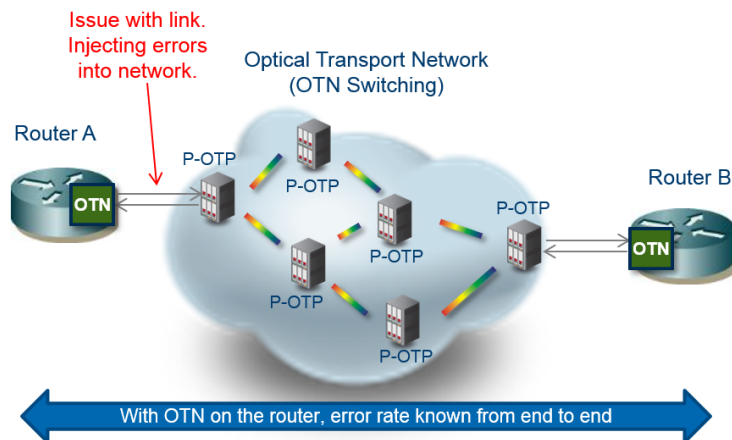 Issue with link.
Injecting errors
into network.
Optical Transport Network
(OTN Switching)
Router A
P-OTP
P-OTP
Router B
OTN
P-OTP
P-OTP
OTN
P-OTP
P-OTP
With OTN on the router, error rate known from end to end